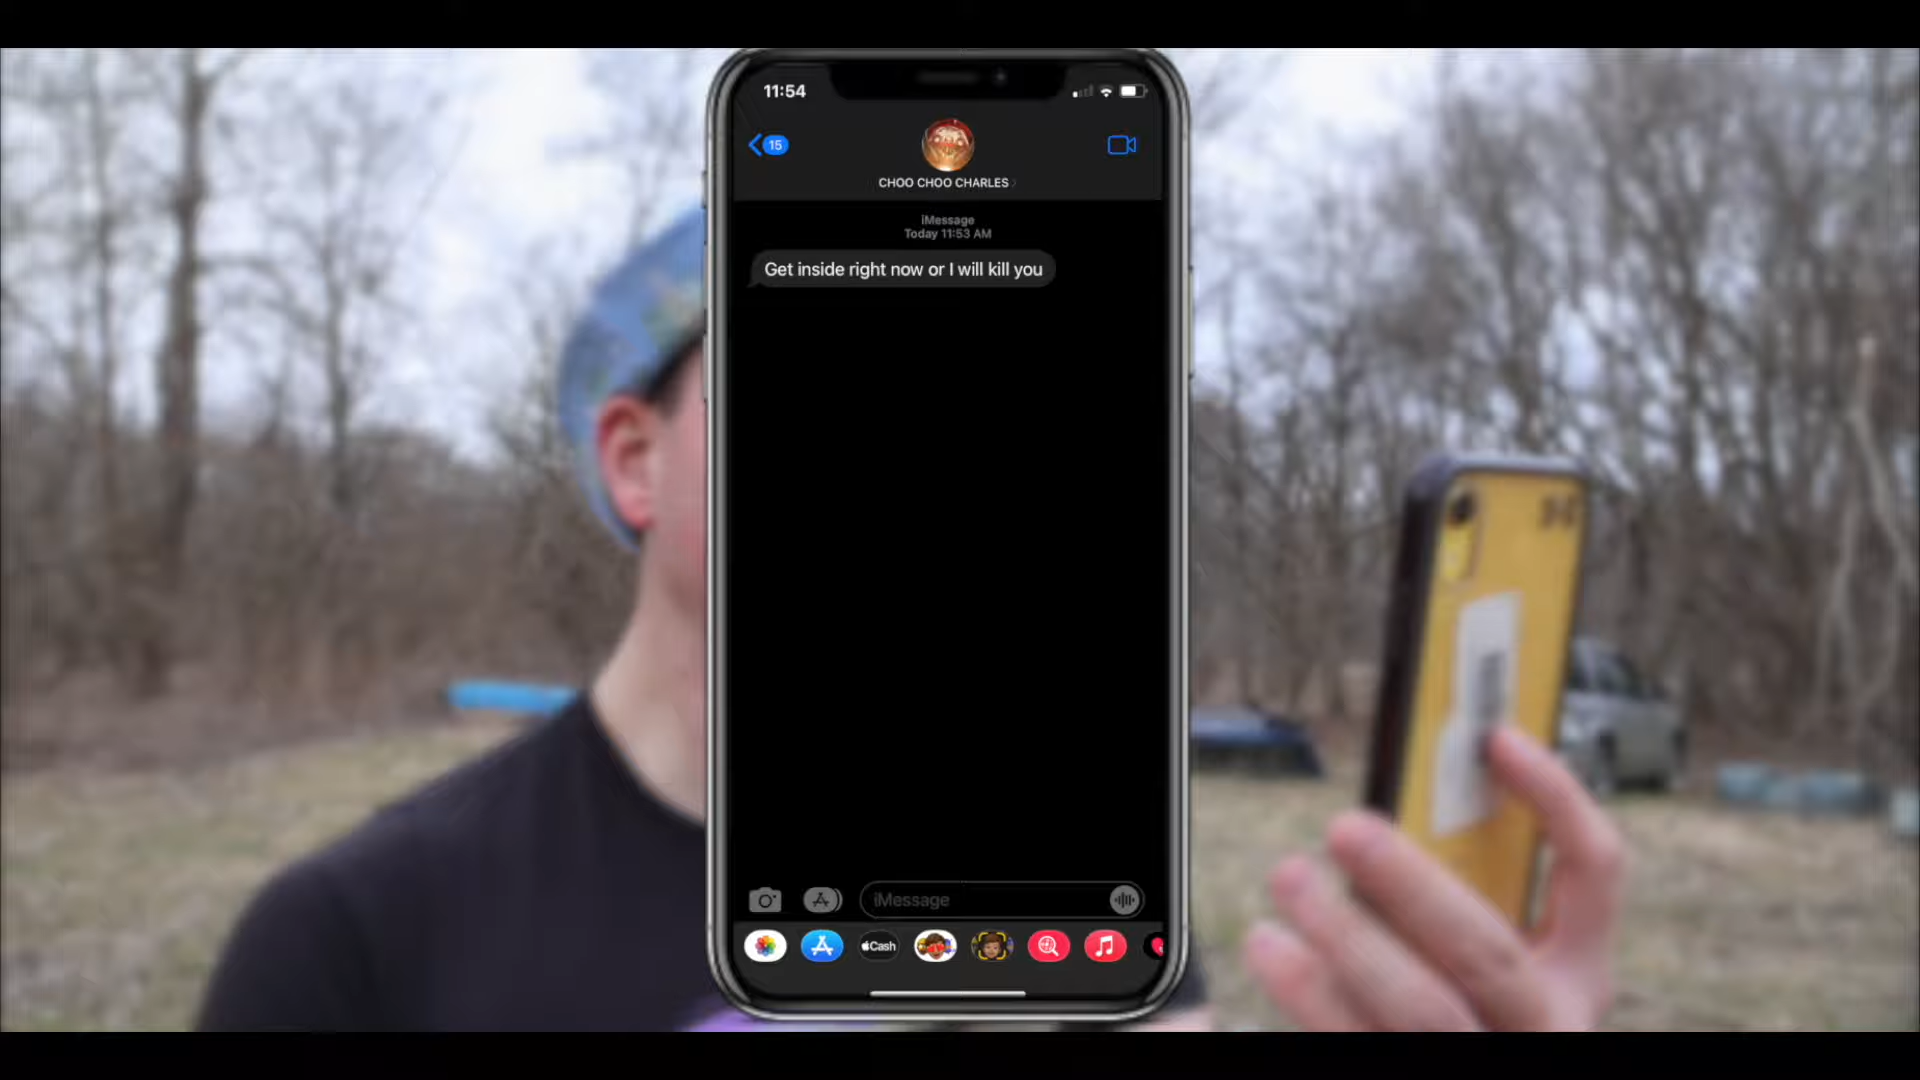 11:54
15
CHOO CHOO CHARLES
iMessage
Today 11:53 AM
Get inside right now or I will kill you
iMessage
Cash